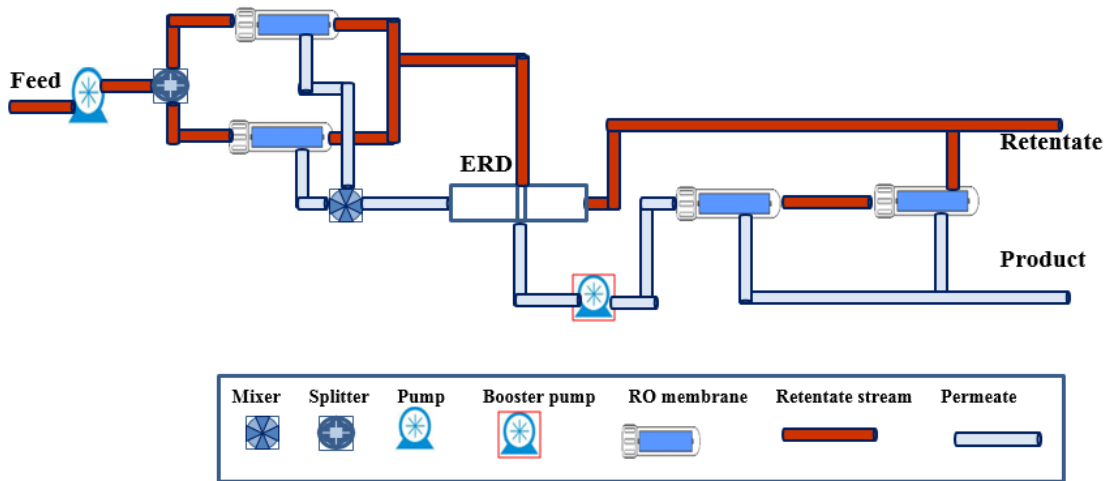 Feed
ERD
Retentate
Product
Mixer
Splitter
Pump
Booster pump
RO membrane
Retentate stream
Permeate